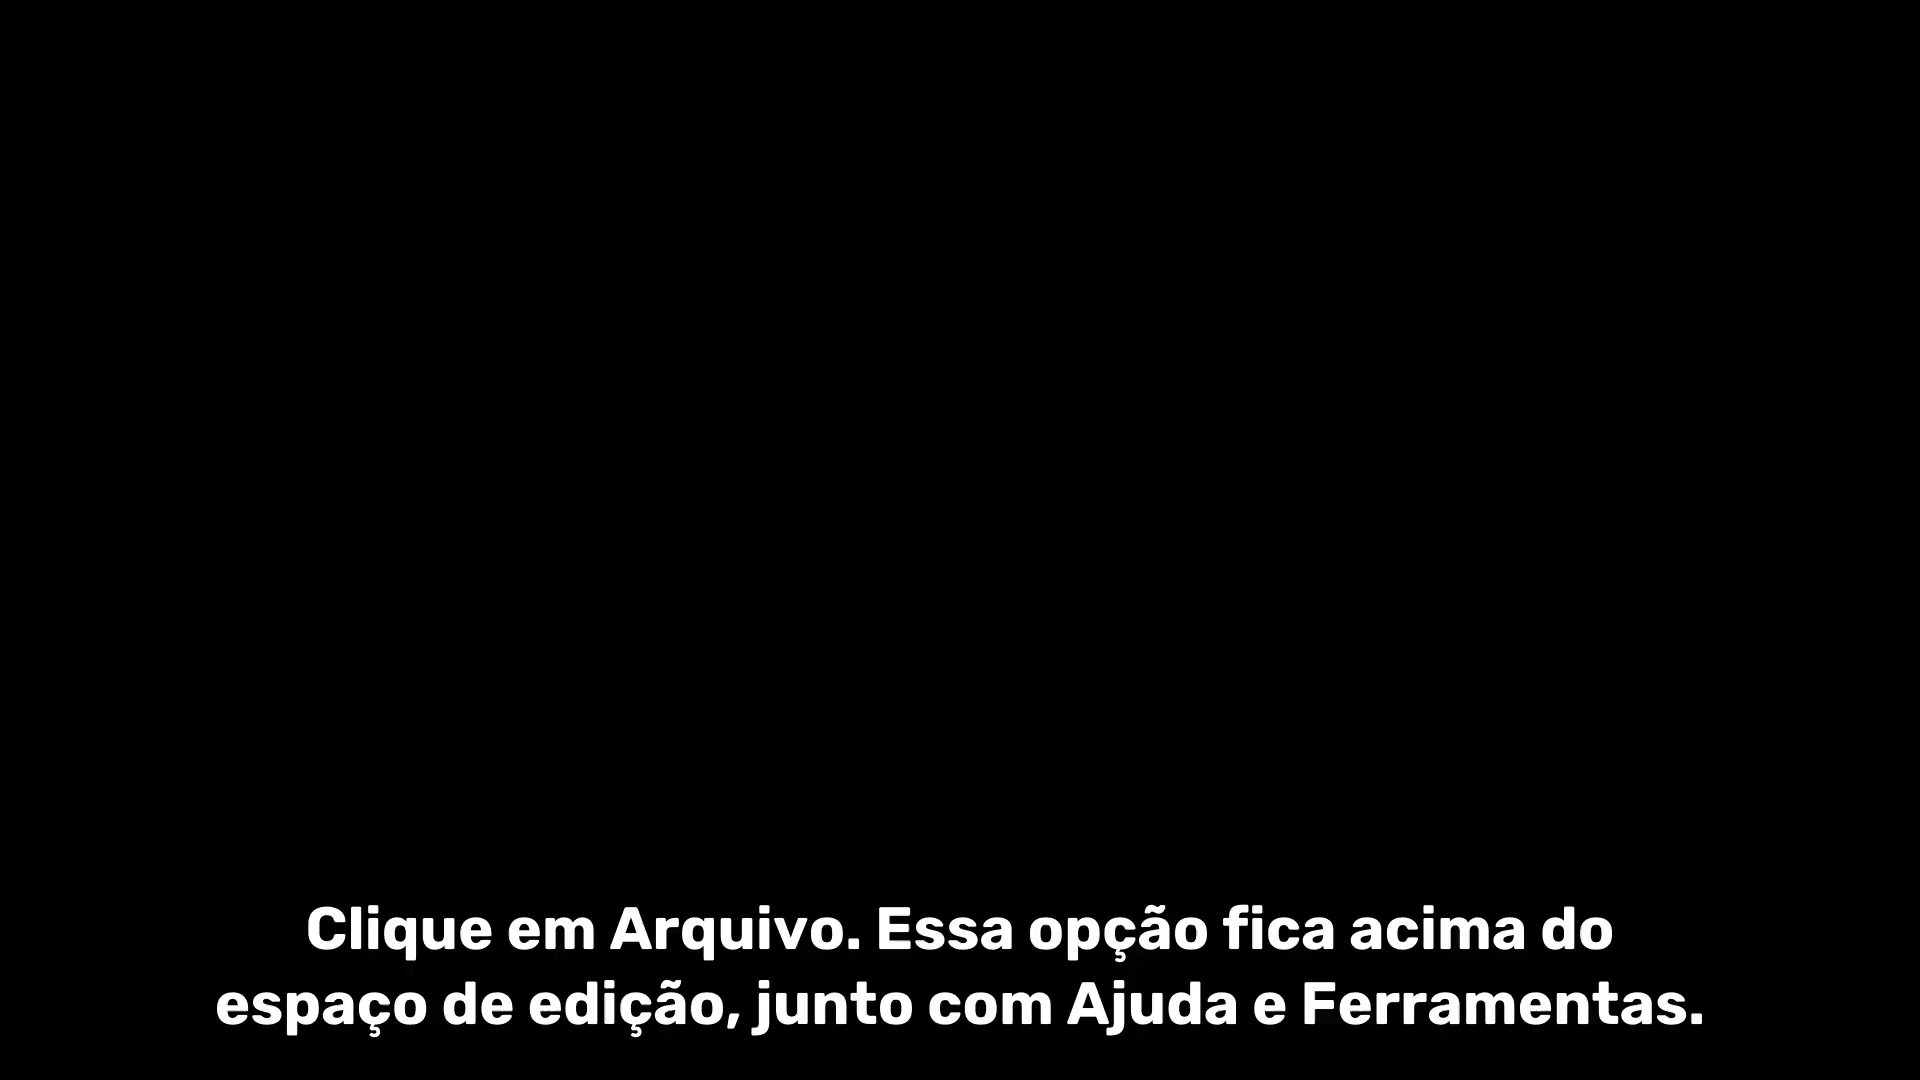 Clique em Arquivo. Essa opção fica acima do
espaço de edição, junto com Ajuda e Ferramentas.